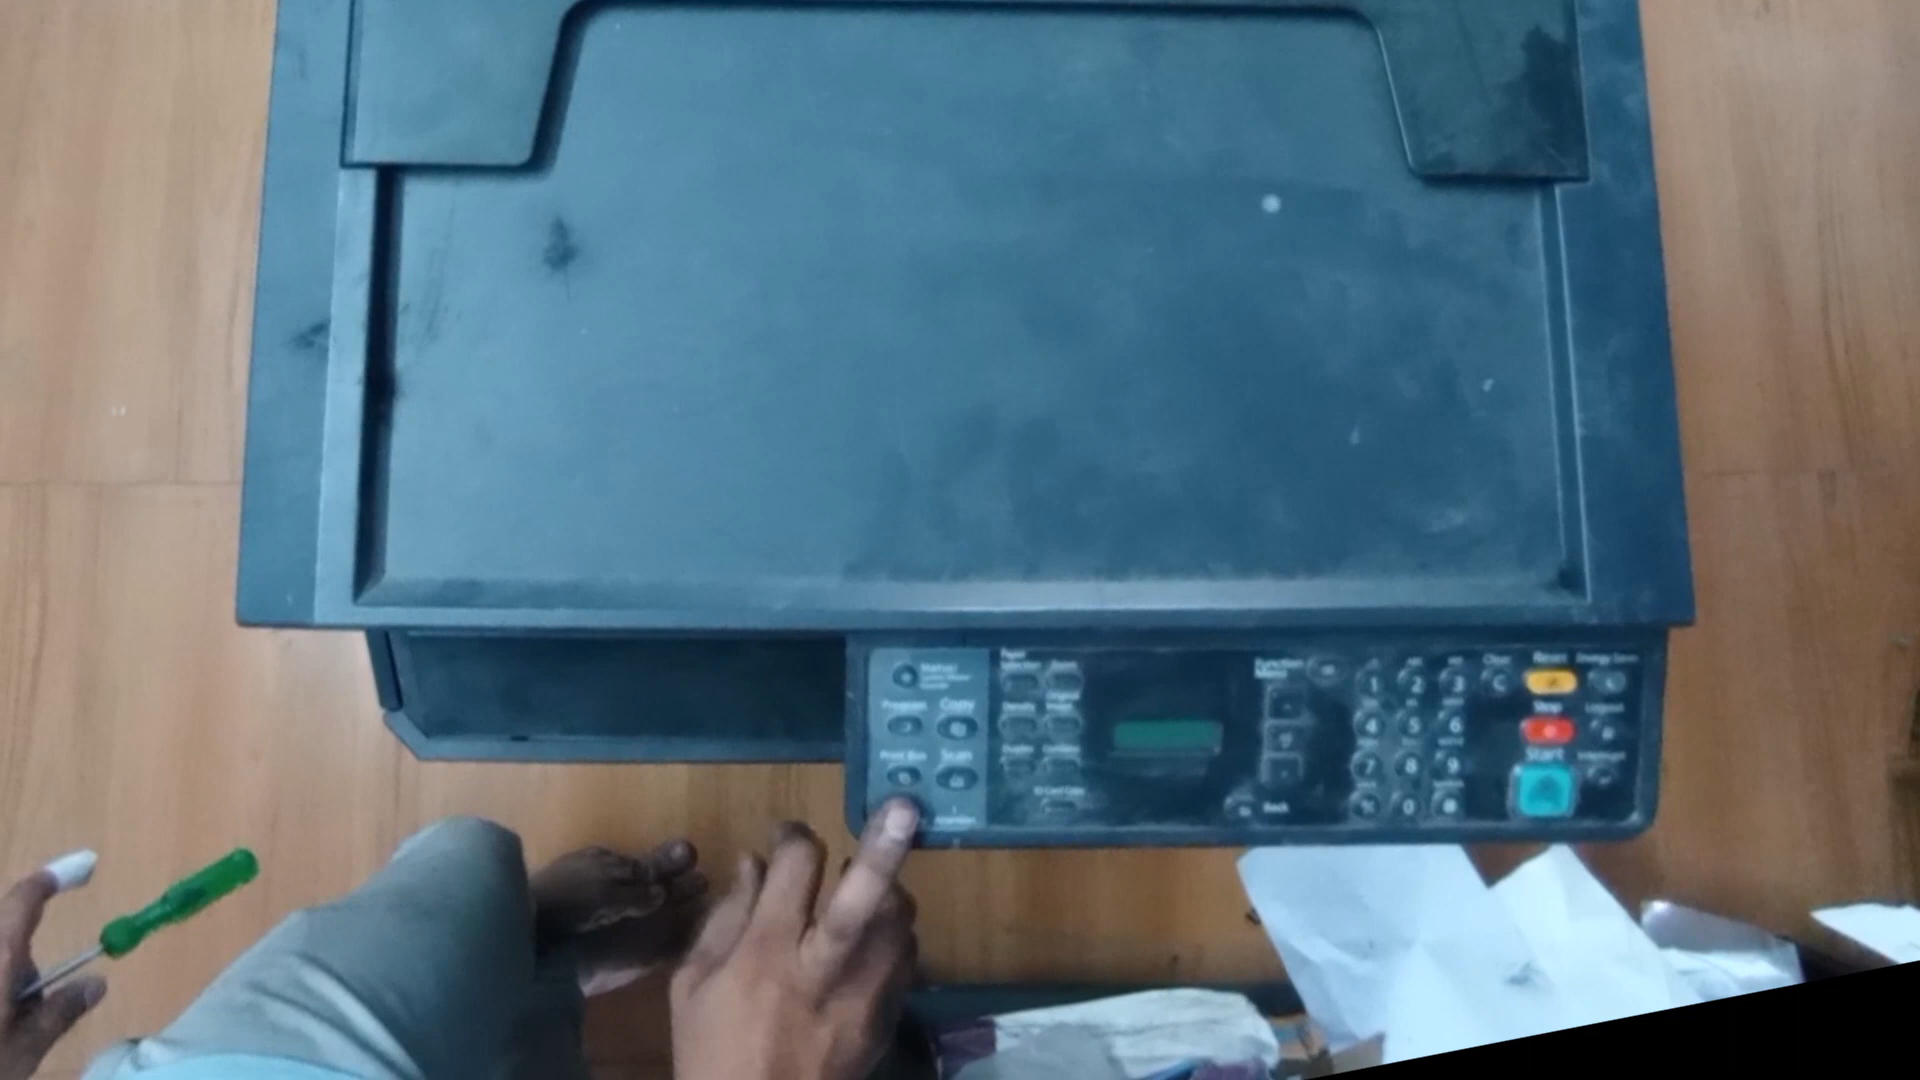 Status/
Program Copy
Print Box Scan
Paper
Selection Zoom
Density Original
Image
Duplex Combine
ID Card Copy
Function
Menu
Back
1 2 3
4 5 6
7 8 9
0
Clear
C
Reset
Stop
Start
Energy Saver
Logout
Interrupt